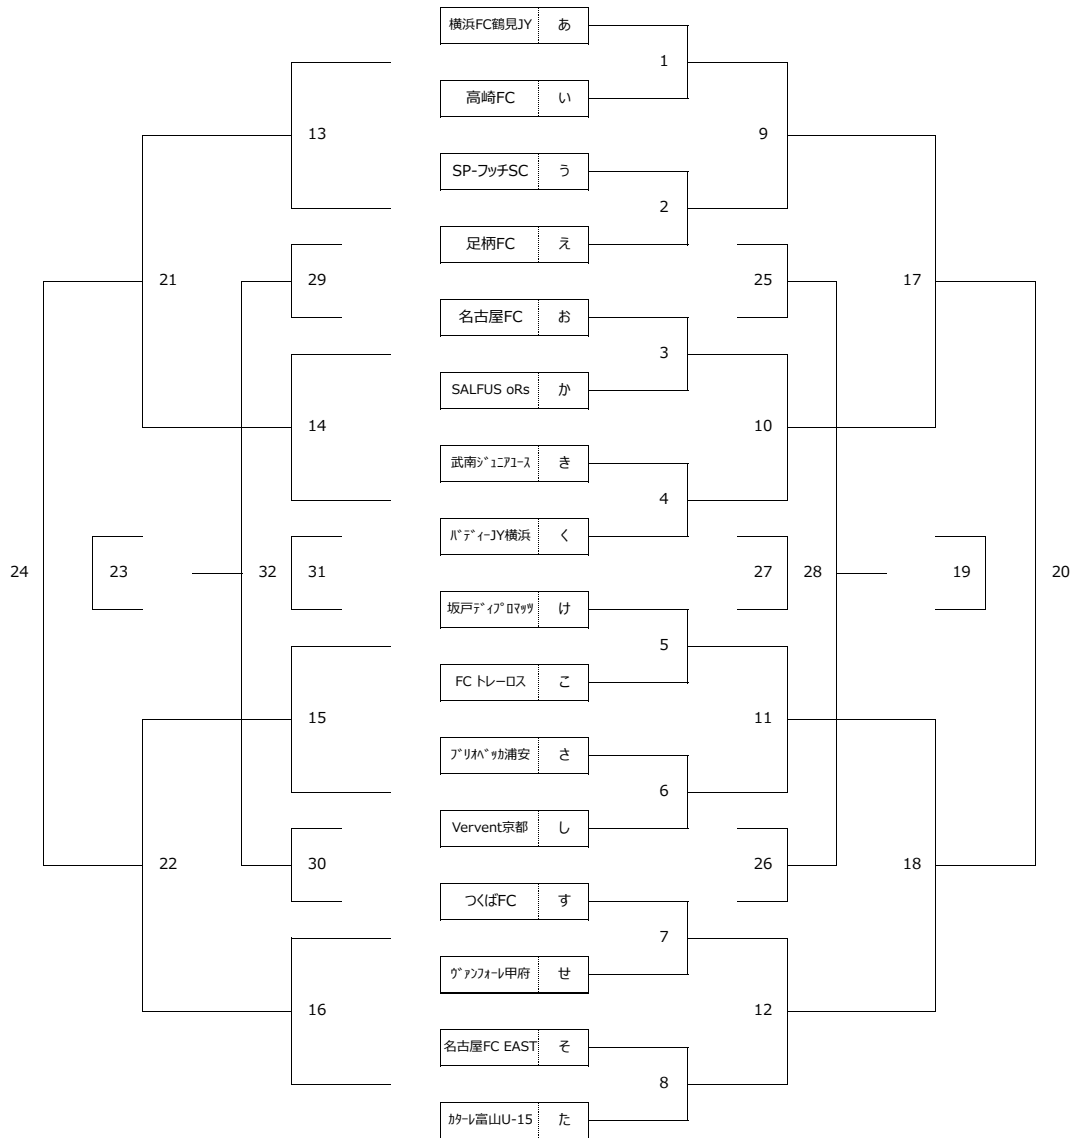 横浜FC鶴見JY あ
1
高崎FC い
13
9
SP-フッチSC う
2
足柄FC え
21
29
25
17
名古屋FC お
3
SALFUS oRs か
14
10
武南ｼﾞｭﾆｱﾕｰｽ き
4
ﾊﾞﾃﾞｨｰJY横浜 く
24
23
32
31
27
28
19
20
坂戸ﾃﾞｨﾌﾟﾛﾏｯﾂ け
5
FC トレーロス こ
15
11
ﾌﾞﾘｵﾍﾞｯｶ浦安 さ
6
Vervent京都 し
22
30
26
18
つくばFC す
7
ｳﾞｧﾝﾌｫｰﾚ甲府 せ
16
12
名古屋FC EAST そ
8
ｶﾀｰﾚ富山U-15 た